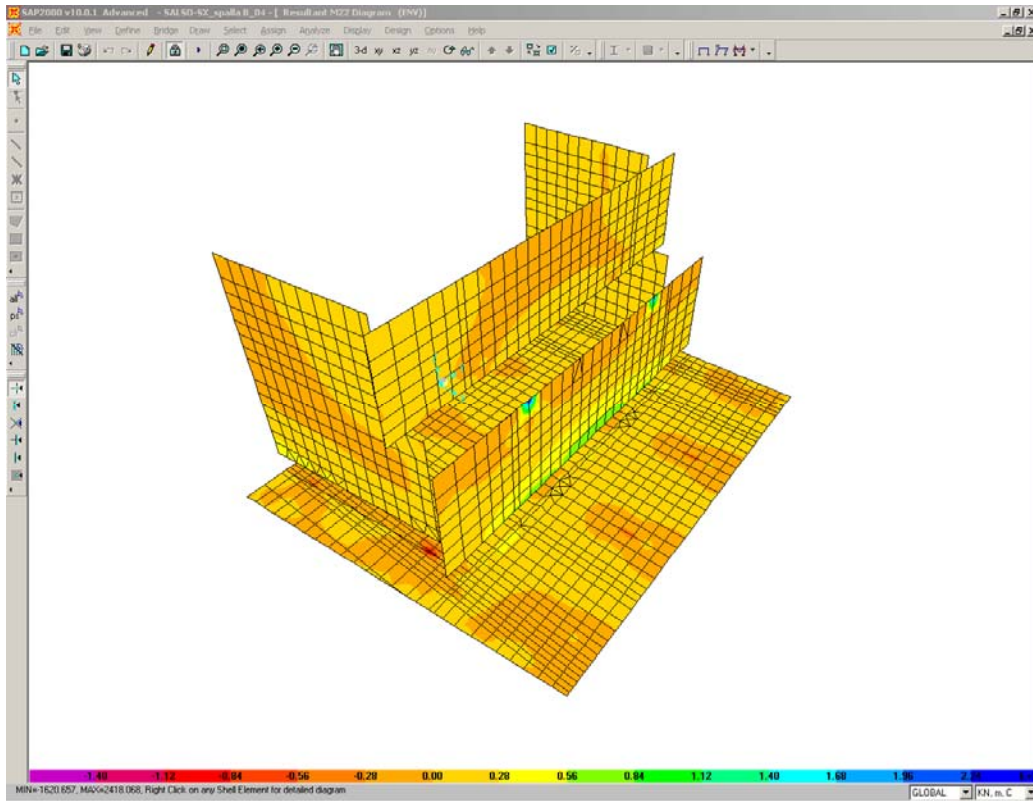 SAP2000 v10.0.1 Advanced - SALSO-SX_spalla B_04 - [ Resultant M22 Diagram (ENV)]
File Edit View Define Bridge Draw Select Assign Analyze Display Design Options Help
3-d xy xz yz nv
-1.40 -1.12 -0.84 -0.56 -0.28 0.00 0.28 0.56 0.84 1.12 1.40 1.68 1.96
MIN=-1620.657, MAX=2418.068, Right Click on any Shell Element for detailed diagram
GLOBAL KN, m, C